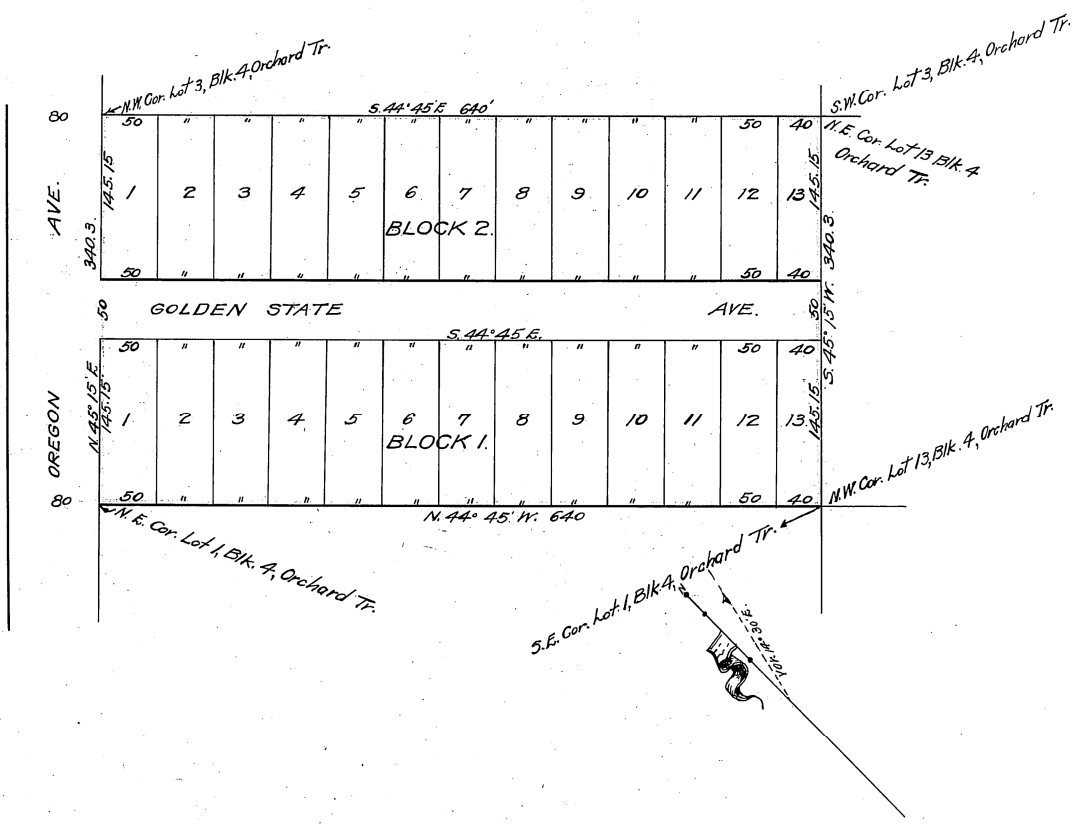 N.W. Cor. Lot 3, Blk. 4, Orchard Tr.
S.W. Cor. Lot 3, Blk. 4, Orchard Tr.
N.E. Cor. Lot 13 Blk 4
Orchard Tr.
80
S. 44° 45' E. 640'
50 " " " " " " " " " " 50 40
AVE.
340.3
145.15
1 2 3 4 5 6 7 8 9 10 11 12 13
145.15
BLOCK 2.
50 " " " " " " " " " " 50 40
S. 45° 15' W. 340.3
50
GOLDEN STATE AVE.
50
S. 44° 45' E.
50 " " " " " " " " " " 50 40
OREGON
N. 45° 15' E
145.15'
1 2 3 4 5 6 7 8 9 10 11 12 13
145.15
BLOCK 1.
50 " " " " " " " " " " 50 40
80
N. 44° 45' W. 640
N.E. Cor. Lot 1, Blk. 4, Orchard Tr.
N.W. Cor. Lot 13, Blk. 4, Orchard Tr.
S.E. Cor. Lot 1, Blk 4, Orchard Tr.
30' E.